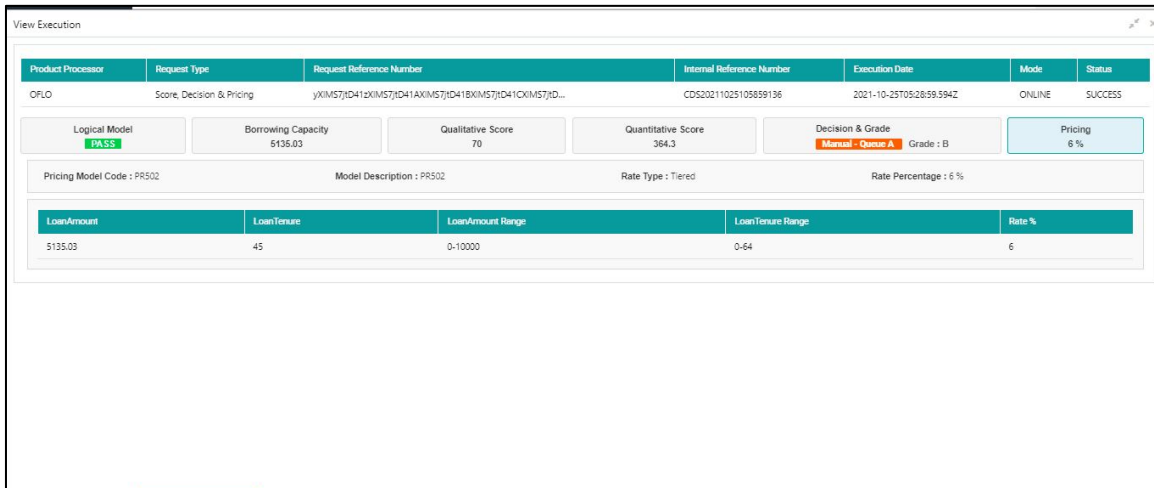 View Execution
Product Processor Request Type Request Reference Number Internal Reference Number Execution Date Mode Status
OFLO Score, Decision & Pricing yXIMS7jtD41zXIMS7jtD41AXIMS7jtD41BXIMS7jtD41CXIMS7jtD... CDS20211025105859136 2021-10-25T05:28:59.594Z ONLINE SUCCESS
Logical Model Borrowing Capacity Qualitative Score Quantitative Score Decision & Grade Pricing
PASS 5135.03 70 364.3 Manual - Queue A Grade : B 6 %
Pricing Model Code : PR502 Model Description : PR502 Rate Type : Tiered Rate Percentage : 6 %
LoanAmount LoanTenure LoanAmount Range LoanTenure Range Rate %
5135.03 45 0-10000 0-64 6